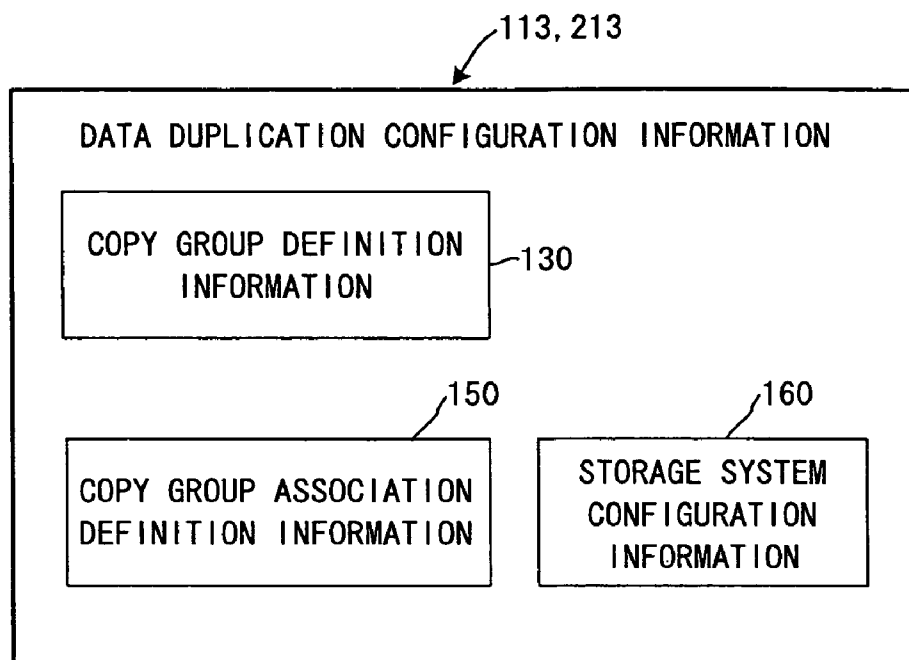 113, 213
DATA DUPLICATION CONFIGURATION INFORMATION
COPY GROUP DEFINITION
INFORMATION
130
150
160
COPY GROUP ASSOCIATION
DEFINITION INFORMATION
STORAGE SYSTEM
CONFIGURATION
INFORMATION